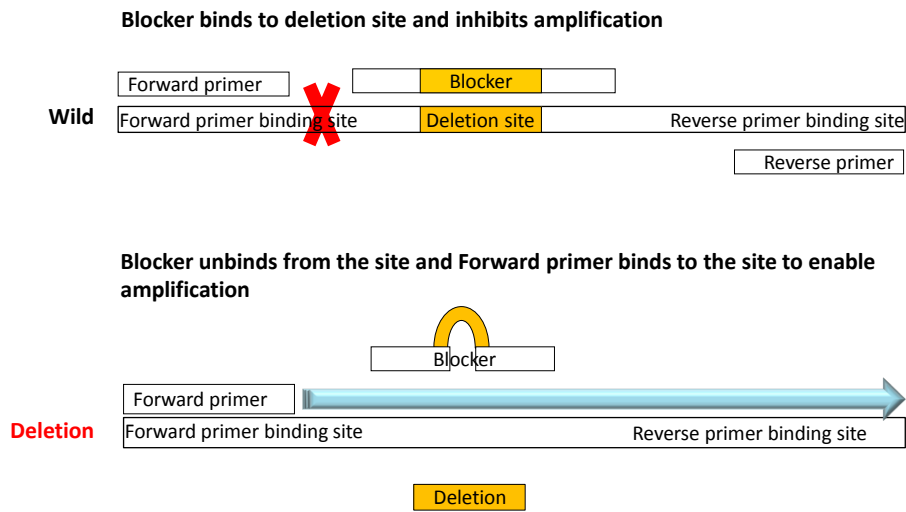 Blocker binds to deletion site and inhibits amplification
Forward primer
Blocker
Wild
Forward primer binding site
Deletion site
Reverse primer binding site
Reverse primer
Blocker unbinds from the site and Forward primer binds to the site to enable
amplification
Blocker
Forward primer
Deletion
Forward primer binding site
Reverse primer binding site
Deletion